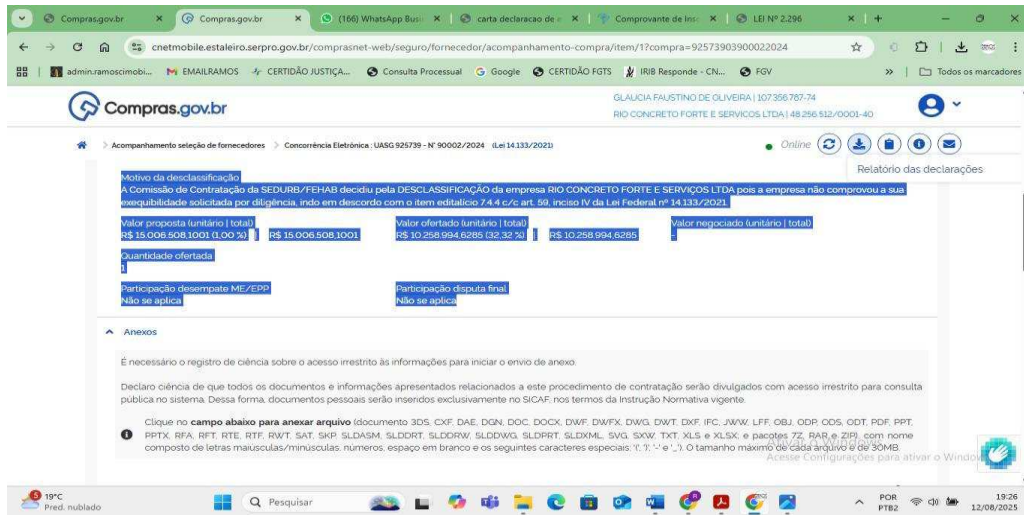 Compras.gov.br
Compras.gov.br
(166) WhatsApp Busi
carta declaracao de e
Comprovante de Insc
LEI Nº 2.296
cnetmobile.estaleiro.serpro.gov.br/comprasnet-web/seguro/fornecedor/acompanhamento-compra/item/1?compra=92573903900022024
admin.ramoscimobi...
EMAILRAMOS
CERTIDÃO JUSTIÇA...
Consulta Processual
Google
CERTIDÃO FGTS
IRIB Responde - CN...
FGV
Todos os marcadores
Compras.gov.br
GLAUCIA FAUSTINO DE OLIVEIRA | 107.356.787-74
RIO CONCRETO FORTE E SERVICOS LTDA | 48.256.512/0001-40
Acompanhamento seleção de fornecedores > Concorrência Eletrônica : UASG 925739 - N° 90002/2024 (Lei 14.133/2021)
Online
Relatório das declarações
Motivo da desclassificação
A Comissão de Contratação da SEDURB/FEHAB decidiu pela DESCLASSIFICAÇÃO da empresa RIO CONCRETO FORTE E SERVIÇOS LTDA pois a empresa não comprovou a sua
exequibilidade solicitada por diligência, indo em descordo com o item editalício 7.4.4 c/c art. 59, inciso IV da Lei Federal nº 14.133/2021.
Valor proposta (unitário | total) Valor ofertado (unitário | total) Valor negociado (unitário | total)
R$ 15.006.508,1001 (1,00 %) | R$ 15.006.508,1001 R$ 10.258.994,6285 (32,32 %) | R$ 10.258.994,6285 -
Quantidade ofertada
1
Participação desempate ME/EPP Participação disputa final
Não se aplica Não se aplica
Anexos
É necessário o registro de ciência sobre o acesso irrestrito às informações para iniciar o envio de anexo.
Declaro ciência de que todos os documentos e informações apresentados relacionados a este procedimento de contratação serão divulgados com acesso irrestrito para consulta
pública no sistema. Dessa forma, documentos pessoais serão inseridos exclusivamente no SICAF, nos termos da Instrução Normativa vigente.
Clique no campo abaixo para anexar arquivo (documento 3DS, CXF, DAE, DGN, DOC, DOCX, DWF, DWFX, DWG, DWT, DXF, IFC, JWW, LFF, OBJ, ODP, ODS, ODT, PDF, PPT,
PPTX, RFA, RFT, RTE, RTF, RWT, SAT, SKP, SLDASM, SLDDRT, SLDDRW, SLDDWG, SLDPRT, SLDXML, SVG, SXW, TXT, XLS e XLSX; e pacotes 7Z, RAR e ZIP), com nome
composto de letras maiúsculas/minúsculas, números, espaço em branco e os seguintes caracteres especiais: '(', ')', '-' e '_'). O tamanho máximo de cada arquivo é de 30MB.
Ativar o Windows
Acesse Configurações para ativar o Windows
19°C
Pred. nublado
Pesquisar
POR
PTB2
19:26
12/08/2025